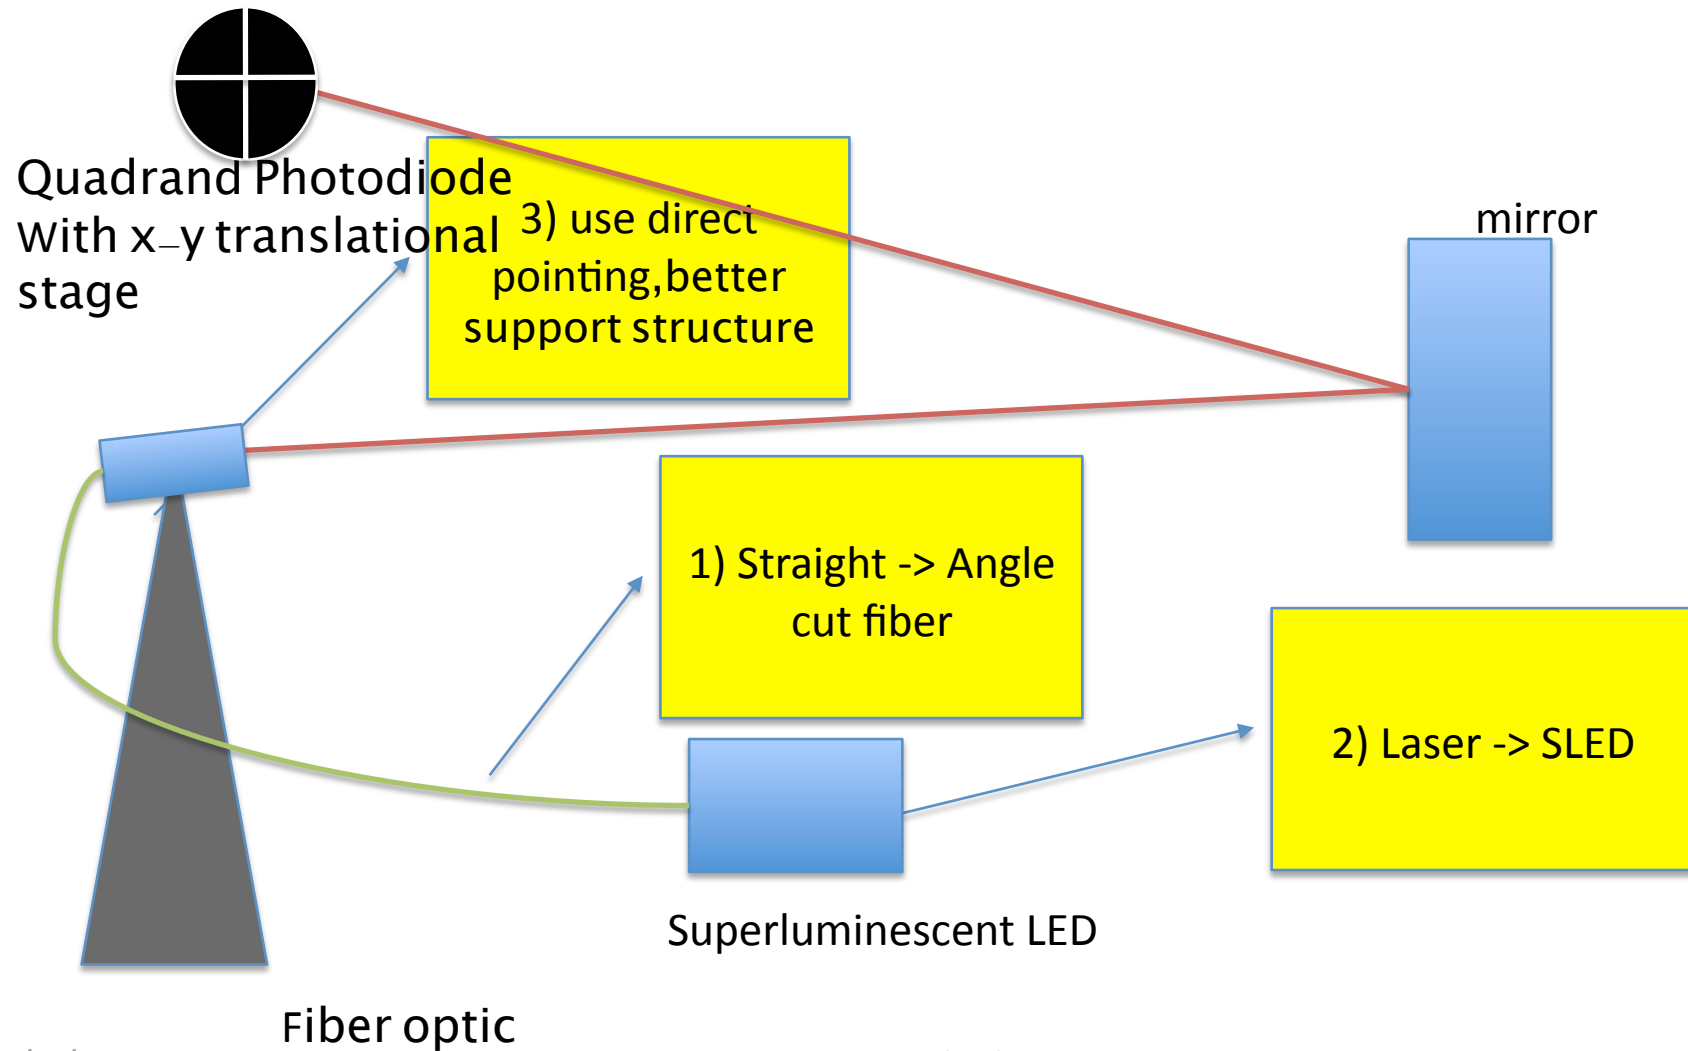 Quadrand Photodiode
With x-y translational
stage
3) use direct
pointing,better
support structure
mirror
1) Straight -> Angle
cut fiber
2) Laser -> SLED
Superluminescent LED
Fiber optic